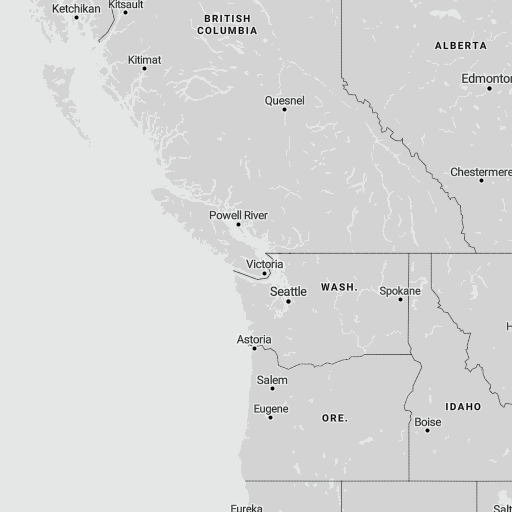 Ketchikan
Kitsault
BRITISH
COLUMBIA
ALBERTA
Kitimat
Edmonton
Quesnel
Chestermere
Powell River
Victoria
Seattle
WASH.
Spokane
Astoria
Salem
Eugene
ORE.
IDAHO
Boise
Eureka
Salt